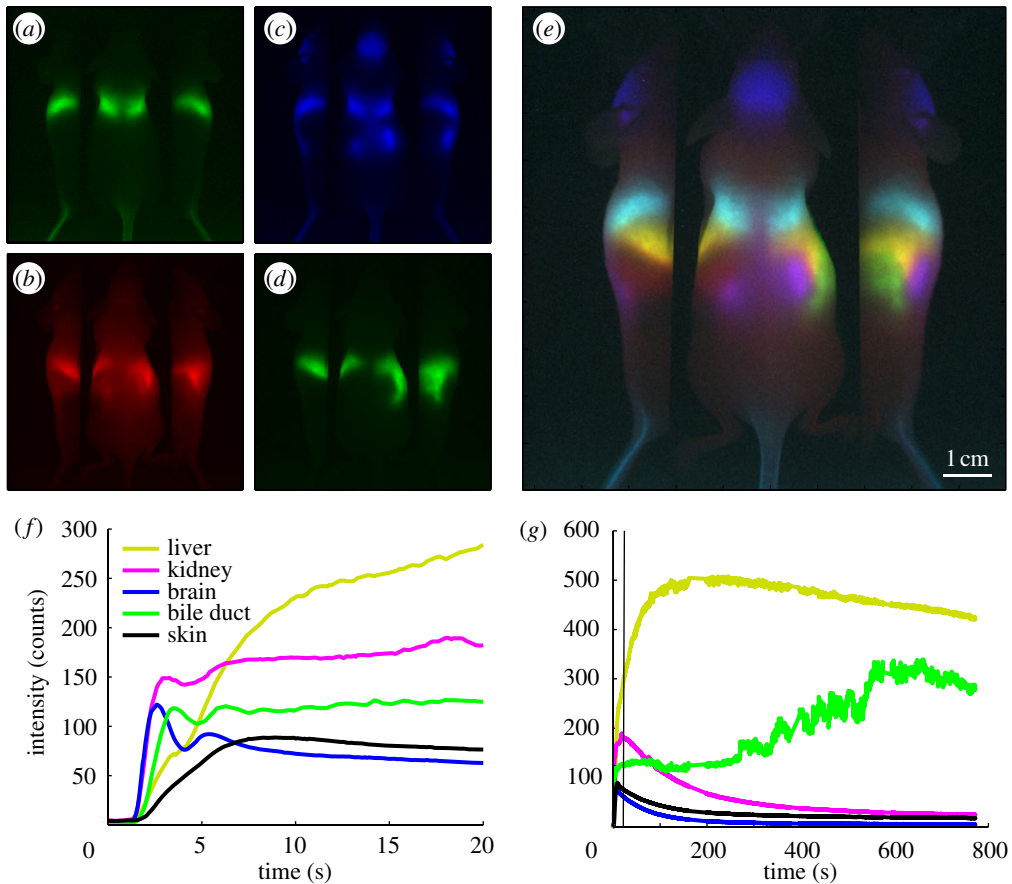 (a)
(c)
(e)
(b)
(d)
1 cm
(f)
300
250
200
150
100
50
0
5
10
15
20
liver
kidney
brain
bile duct
skin
intensity (counts)
time (s)
(g)
600
500
400
300
200
100
0
200
400
600
800
time (s)